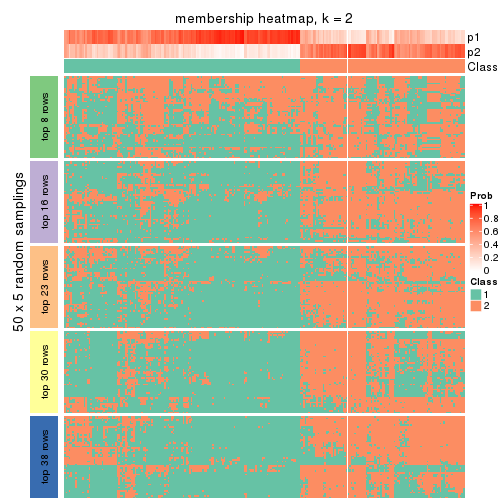 membership heatmap, k = 2
p1
p2
Class
50 x 5 random samplings
top 8 rows
top 16 rows
top 23 rows
top 30 rows
top 38 rows
Prob
1
0.8
0.6
0.4
0.2
0
Class
1
2